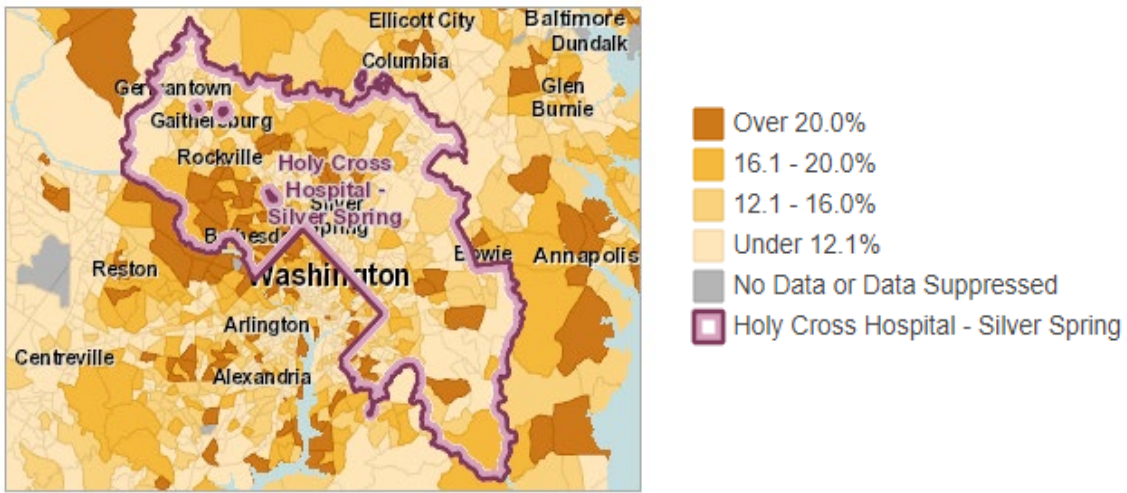 Ellicott City
Baltimore
Dundalk
Columbia
Germantown
Glen
Burnie
Gaithersburg
Rockville
Holy Cross
Hospital -
Silver Spring
Silver
Spring
Bethesda
Bowie
Annapolis
Reston
Washington
Arlington
Centreville
Alexandria
Over 20.0%
16.1 - 20.0%
12.1 - 16.0%
Under 12.1%
No Data or Data Suppressed
Holy Cross Hospital - Silver Spring